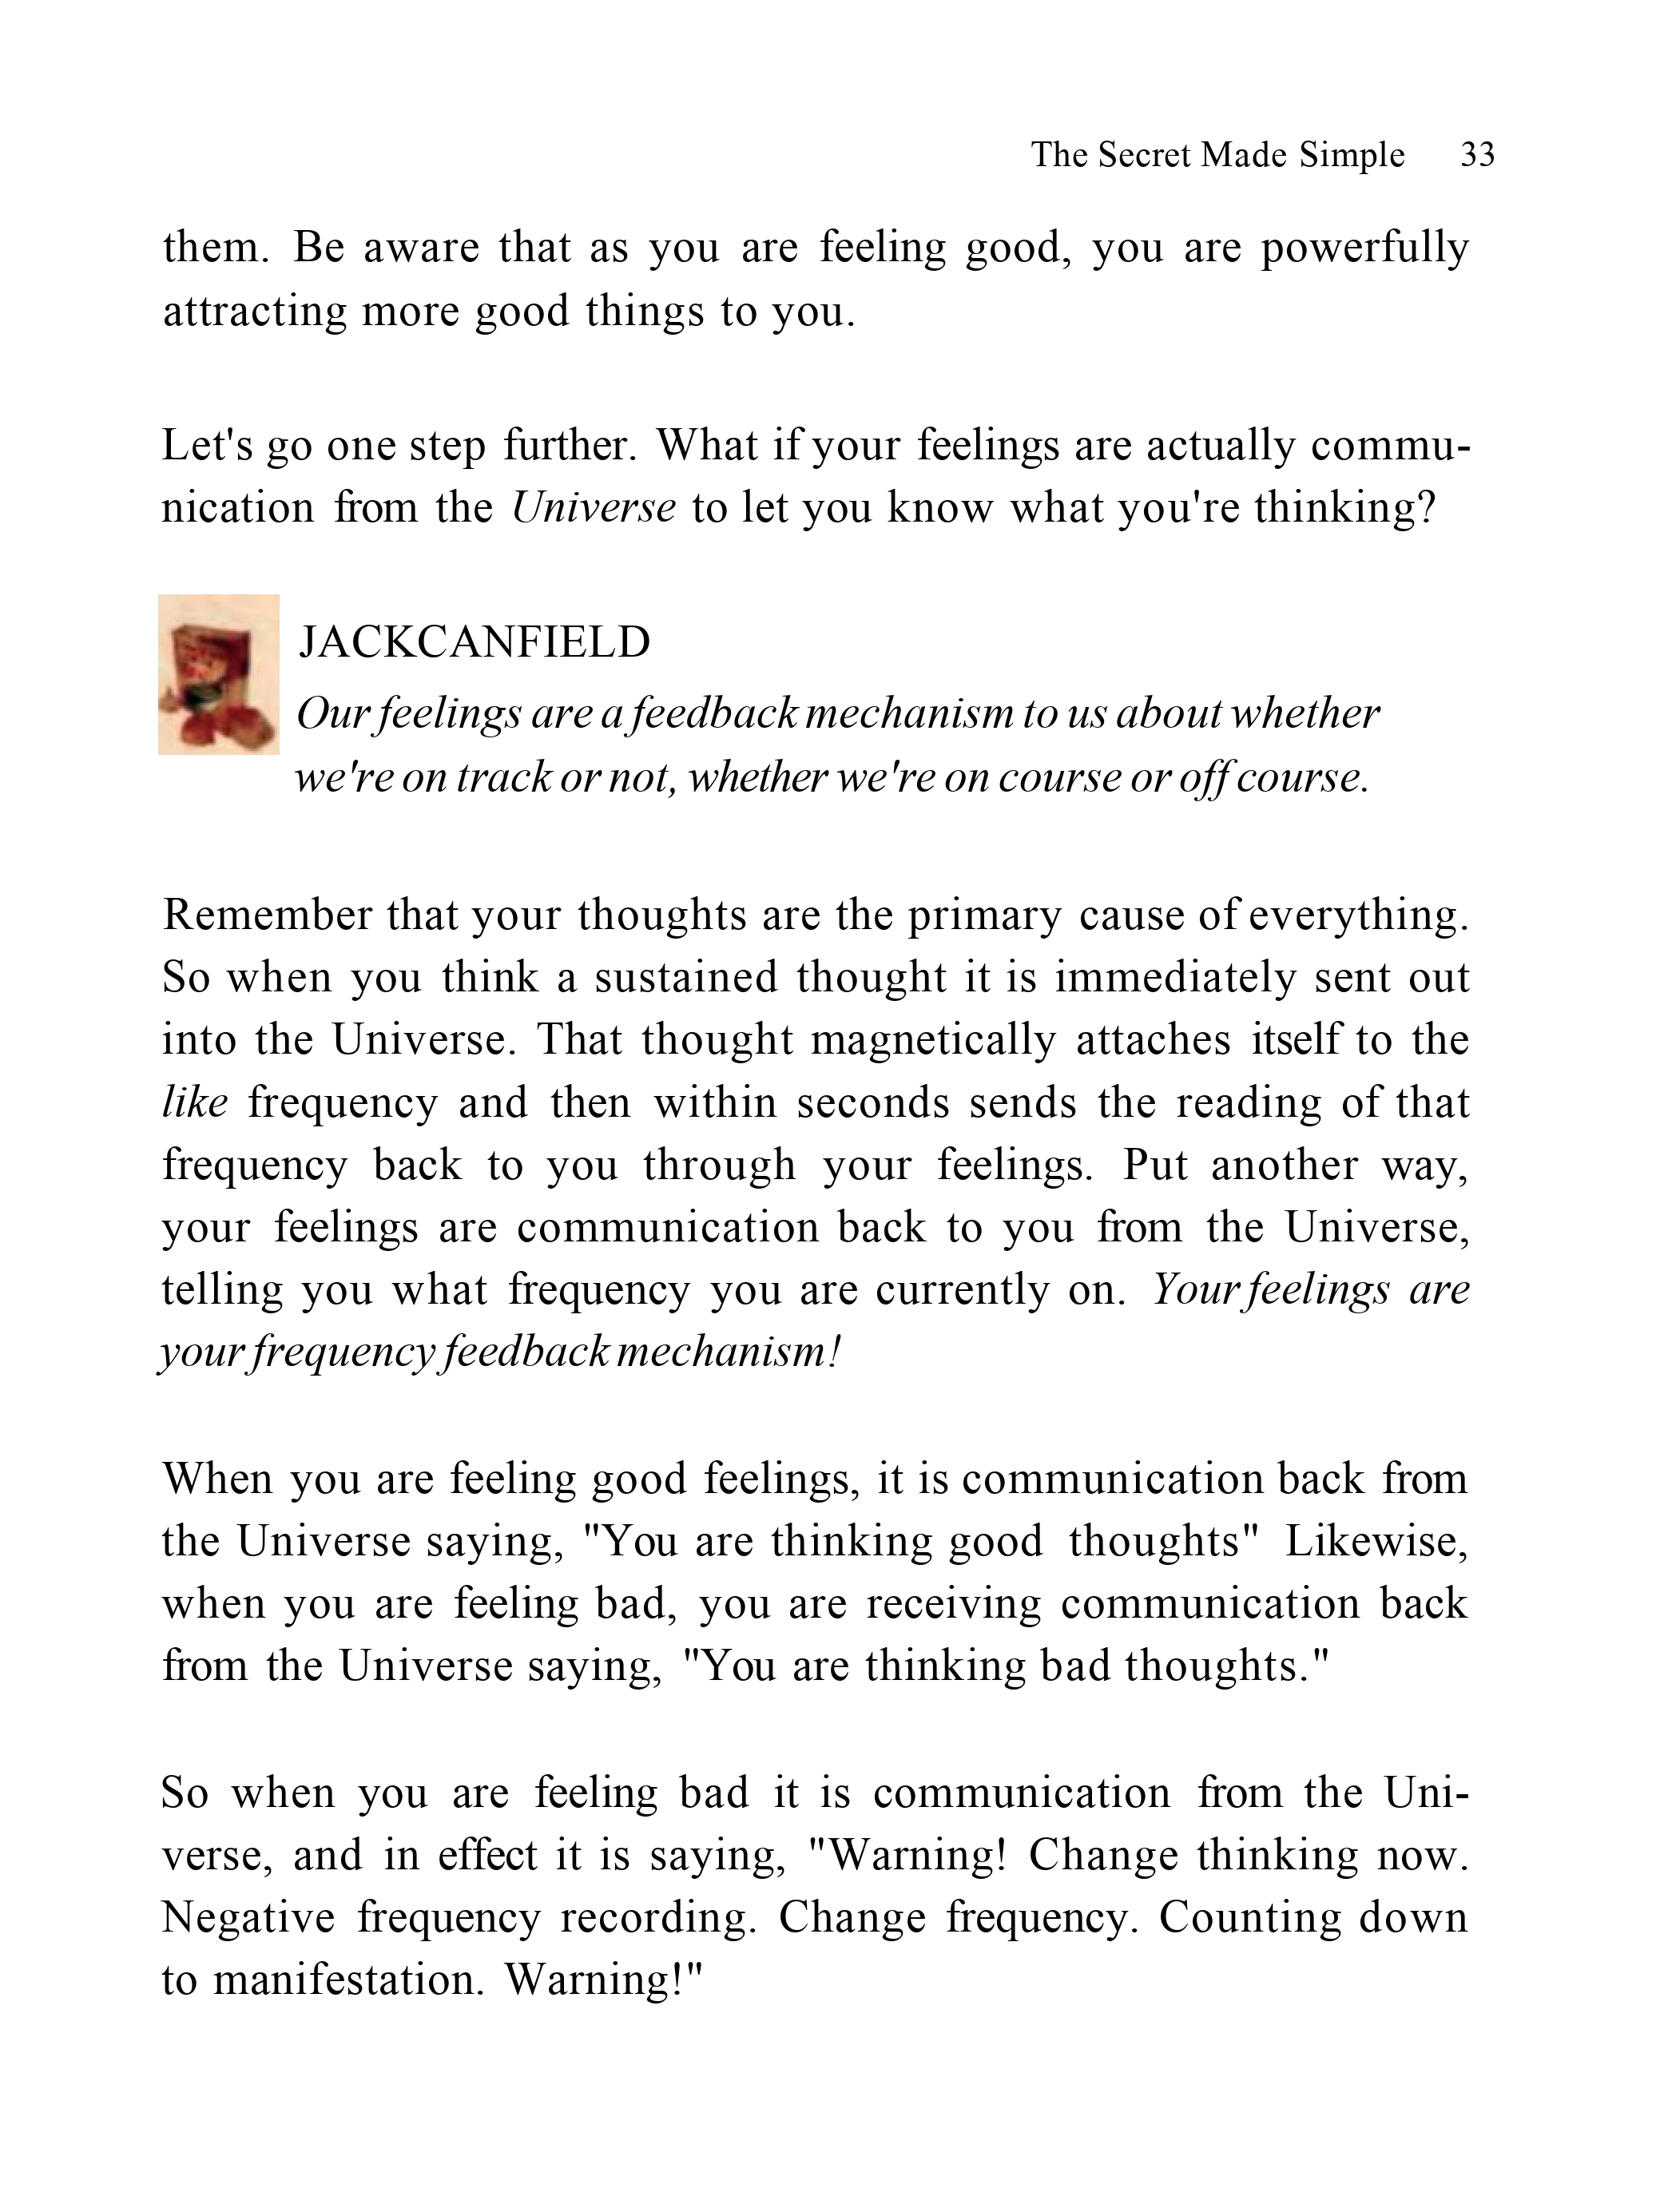 The Secret Made Simple 33
them. Be aware that as you are feeling good, you are powerfully
attracting more good things to you.
Let's go one step further. What if your feelings are actually commu-
nication from the Universe to let you know what you're thinking?
JACKCANFIELD
Our feelings are a feedback mechanism to us about whether
we're on track or not, whether we're on course or off course.
Remember that your thoughts are the primary cause of everything.
So when you think a sustained thought it is immediately sent out
into the Universe. That thought magnetically attaches itself to the
like frequency and then within seconds sends the reading of that
frequency back to you through your feelings. Put another way,
your feelings are communication back to you from the Universe,
telling you what frequency you are currently on. Your feelings are
your frequency feedback mechanism!
When you are feeling good feelings, it is communication back from
the Universe saying, "You are thinking good thoughts" Likewise,
when you are feeling bad, you are receiving communication back
from the Universe saying, "You are thinking bad thoughts."
So when you are feeling bad it is communication from the Uni-
verse, and in effect it is saying, "Warning! Change thinking now.
Negative frequency recording. Change frequency. Counting down
to manifestation. Warning!"